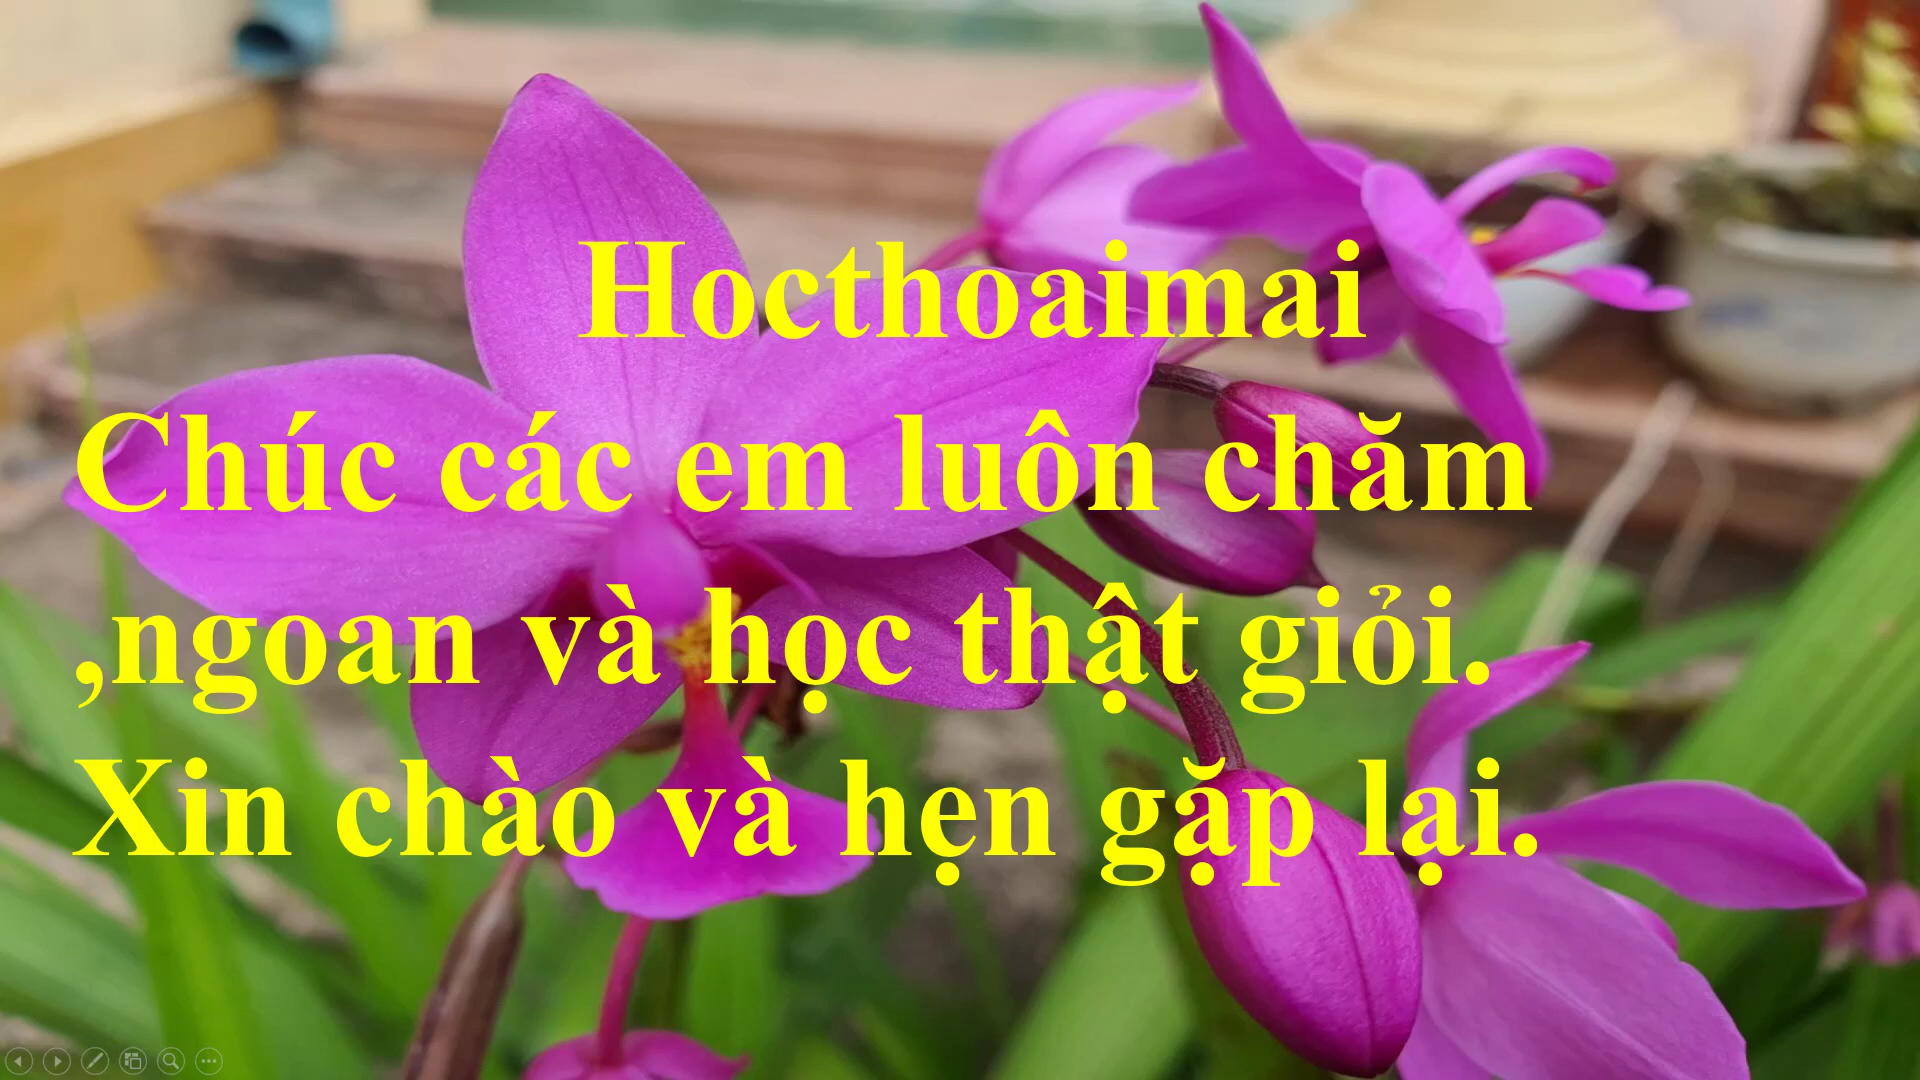 Hocthoaimai
Chúc các em luôn chăm
,ngoan và học thật giỏi.
Xin chào và hẹn gặp lại.